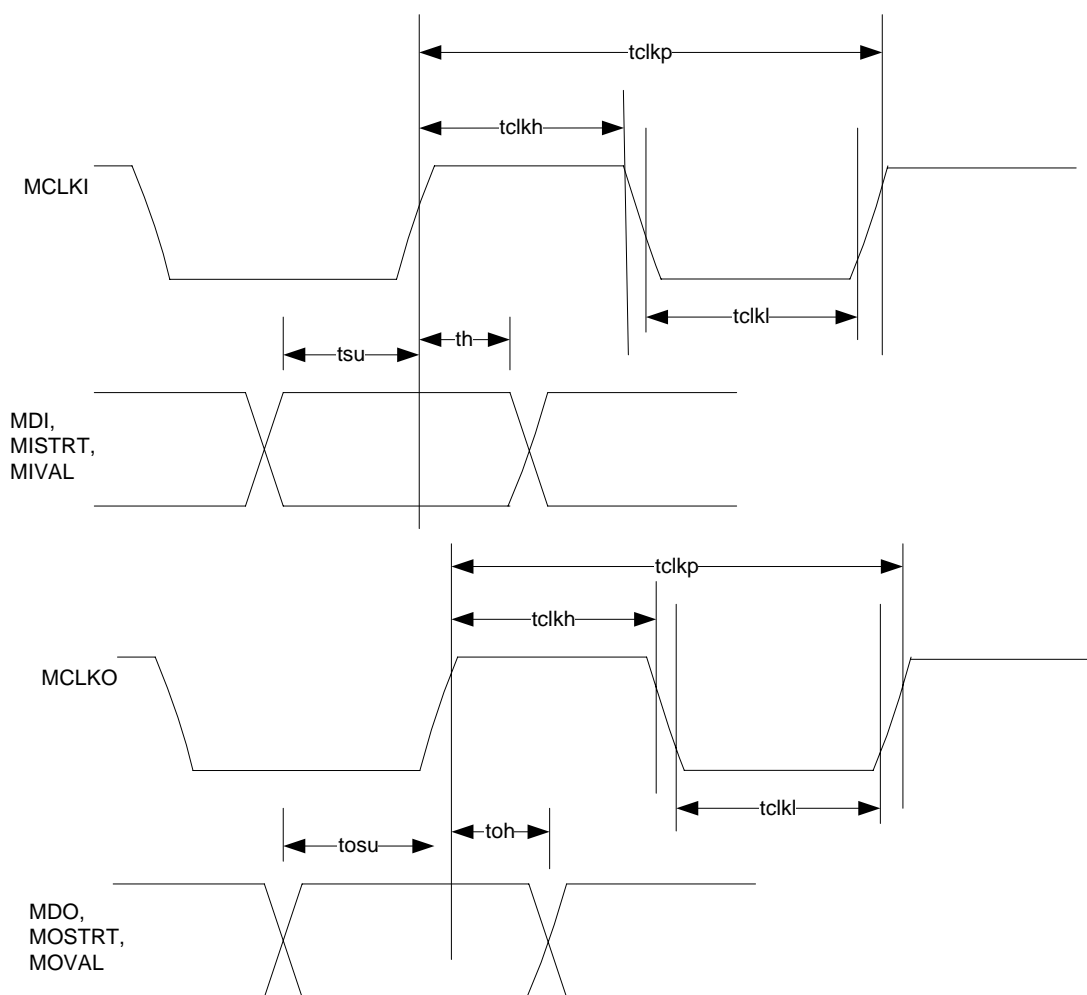 tclkp
tclkh
MCLKI
tclkl
th
tsu
MDI,
MISTRT,
MIVAL
tclkp
tclkh
MCLKO
tclkl
toh
tosu
MDO,
MOSTRT,
MOVAL